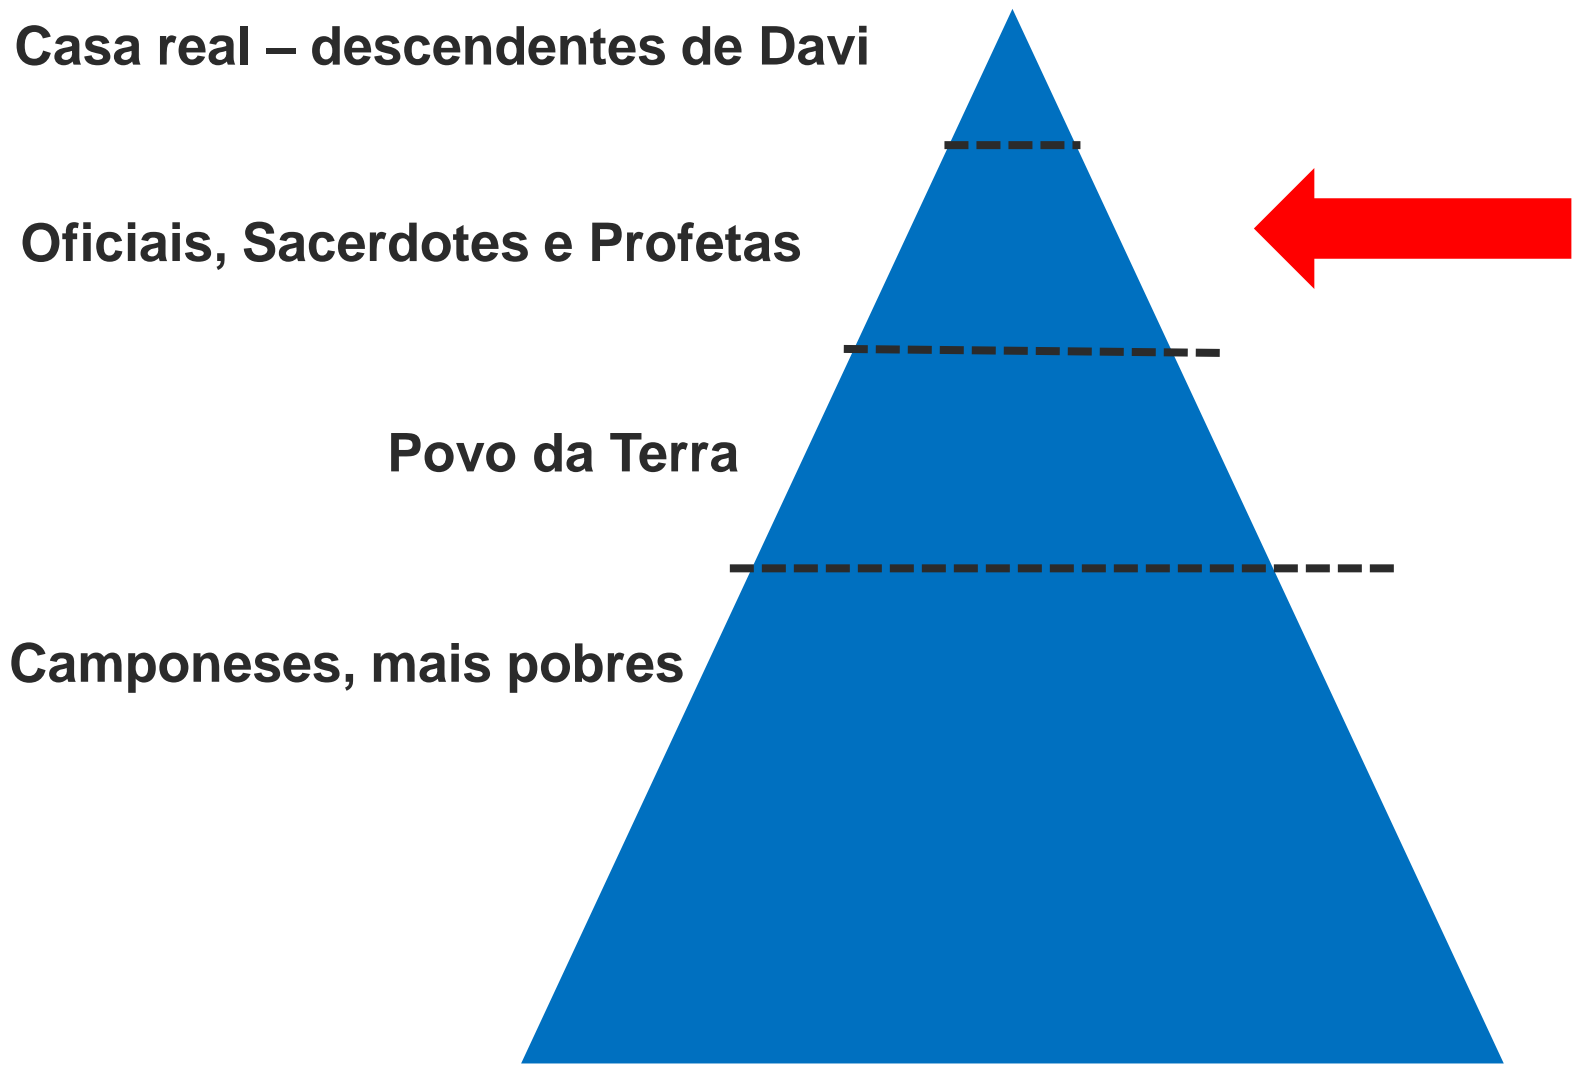 Casa real – descendentes de Davi
Oficiais, Sacerdotes e Profetas
Povo da Terra
Camponeses, mais pobres